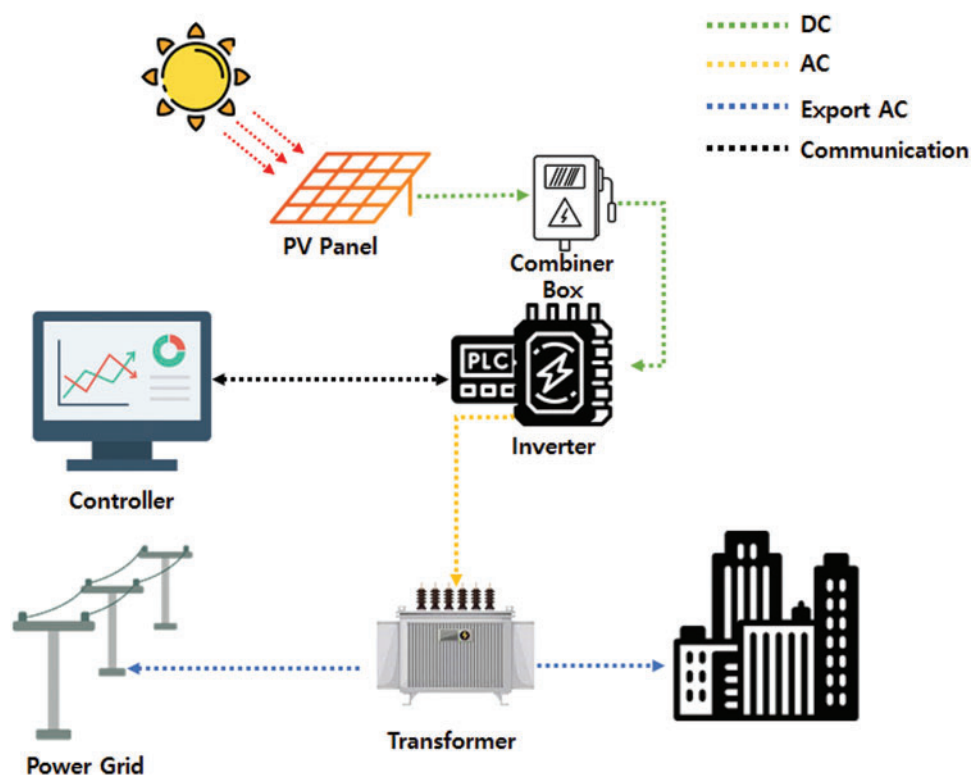 DC
AC
Export AC
Communication
PV Panel
Combiner
Box
PLC
Inverter
Controller
Transformer
Power Grid